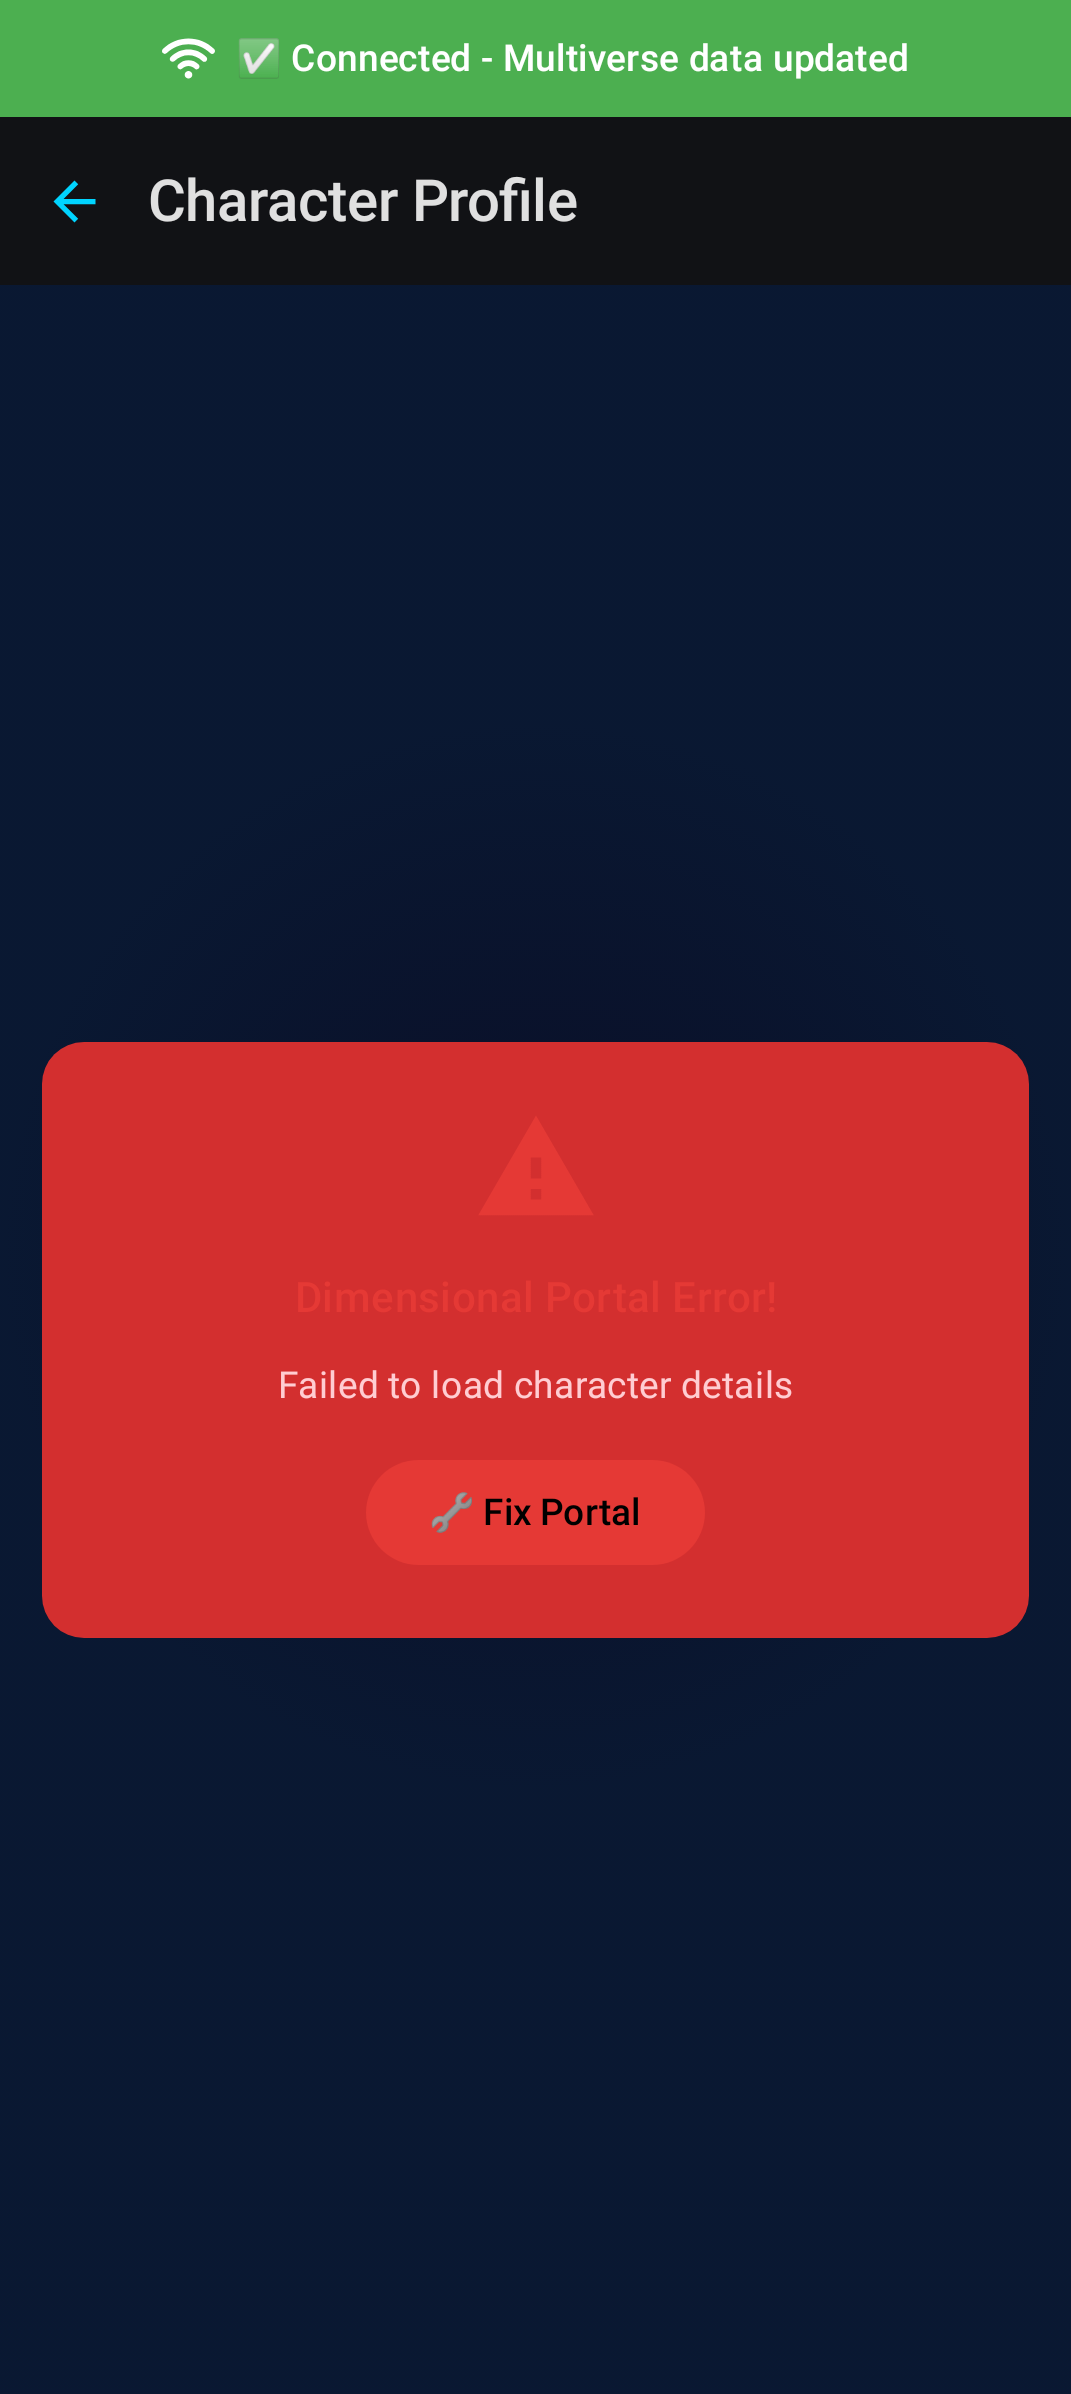 ✅ Connected - Multiverse data updated
Character Profile
Dimensional Portal Error!
Failed to load character details
🔧 Fix Portal